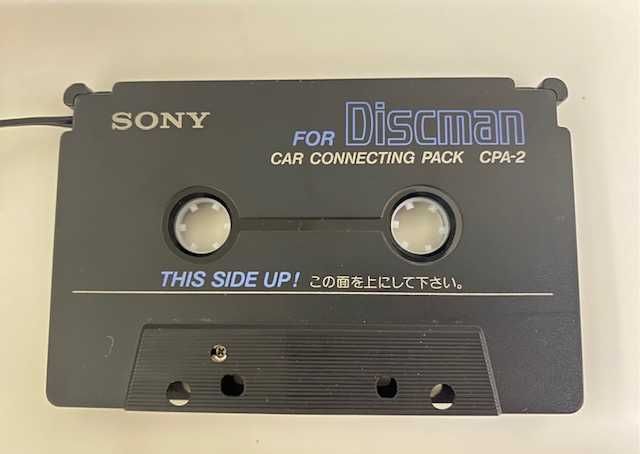 SONY
FOR Discman
CAR CONNECTING PACK CPA-2
THIS SIDE UP! この面を上にして下さい。